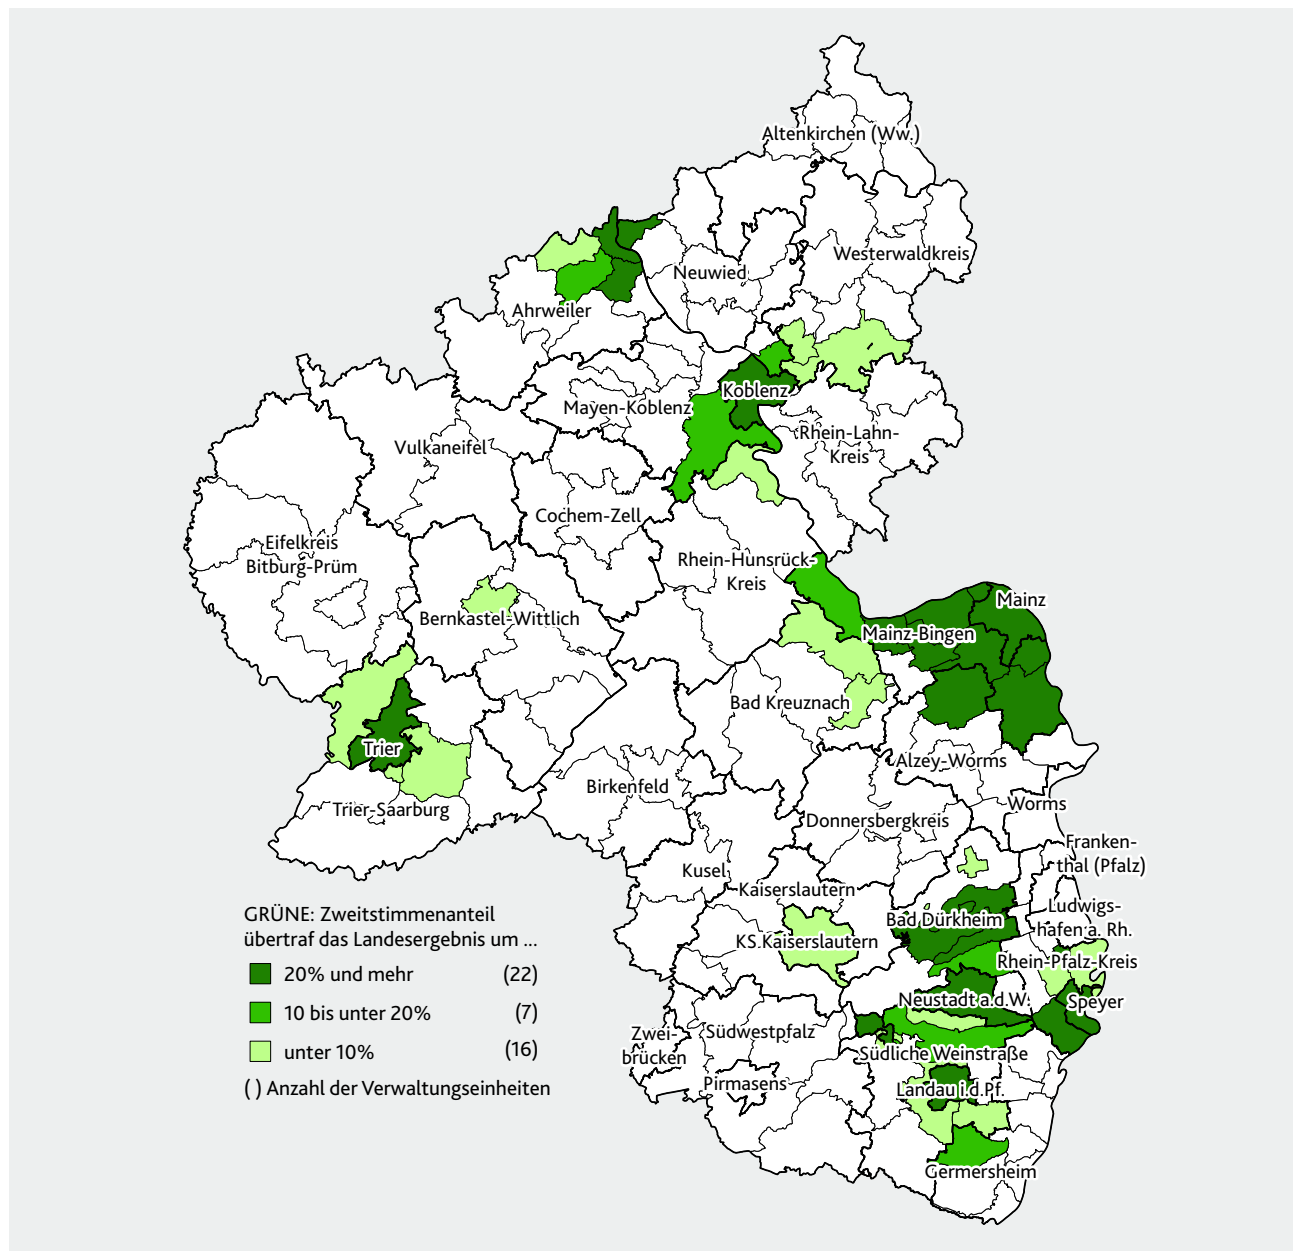 Altenkirchen (Ww.)
Westerwaldkreis
Neuwied
Ahrweiler
Koblenz
Mayen-Koblenz
Rhein-Lahn-
Kreis
Vulkaneifel
Cochem-Zell
Eifelkreis
Bitburg-Prüm
Rhein-Hunsrück-
Kreis
Mainz
Bernkastel-Wittlich
Mainz-Bingen
Bad Kreuznach
Trier
Alzey-Worms
Birkenfeld
Trier-Saarburg
Worms
Donnersbergkreis
Franken-
thal (Pfalz)
Kusel
Kaiserslautern
Ludwigs-
hafen a. Rh.
Bad Dürkheim
KS.Kaiserslautern
Rhein-Pfalz-Kreis
Neustadt a.d.W.
Speyer
Zwei-
brücken
Südwestpfalz
Südliche Weinstraße
Pirmasens
Landau i.d.Pf.
Germersheim
GRÜNE: Zweitstimmenanteil
übertraf das Landesergebnis um ...
20% und mehr (22)
10 bis unter 20% (7)
unter 10% (16)
( ) Anzahl der Verwaltungseinheiten